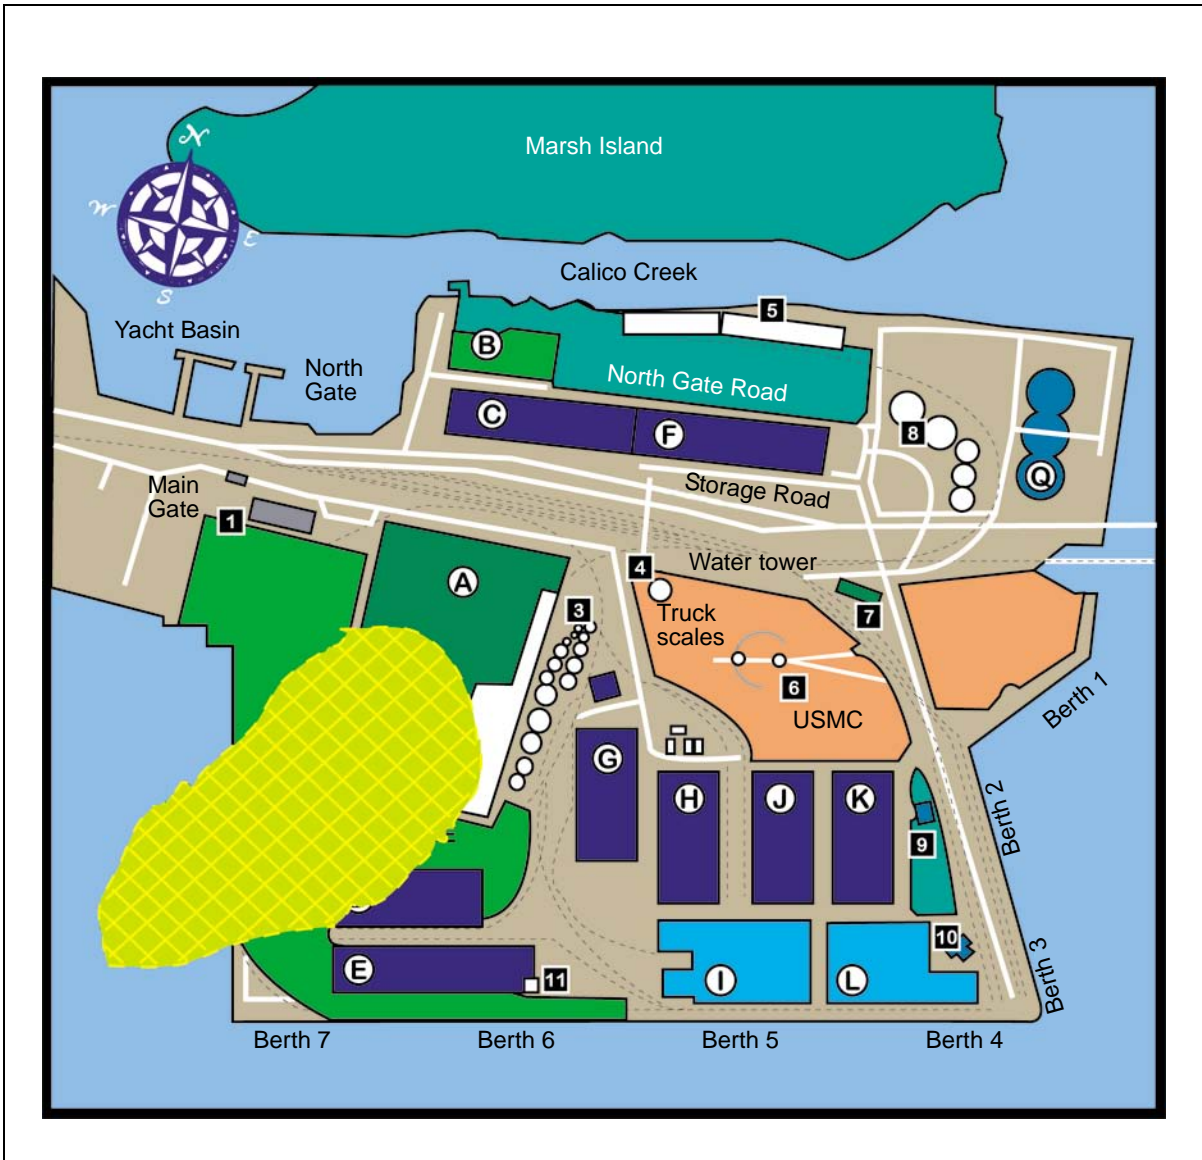 Marsh Island
N
W
E
S
Calico Creek
Yacht Basin
North
Gate
5
B
North Gate Road
C
F
8
Q
Main
Gate
1
Storage Road
A
4
Water tower
3
Truck
scales
7
6
USMC
Berth 1
G
H
J
K
Berth 2
9
10
E
11
I
L
Berth 3
Berth 7
Berth 6
Berth 5
Berth 4